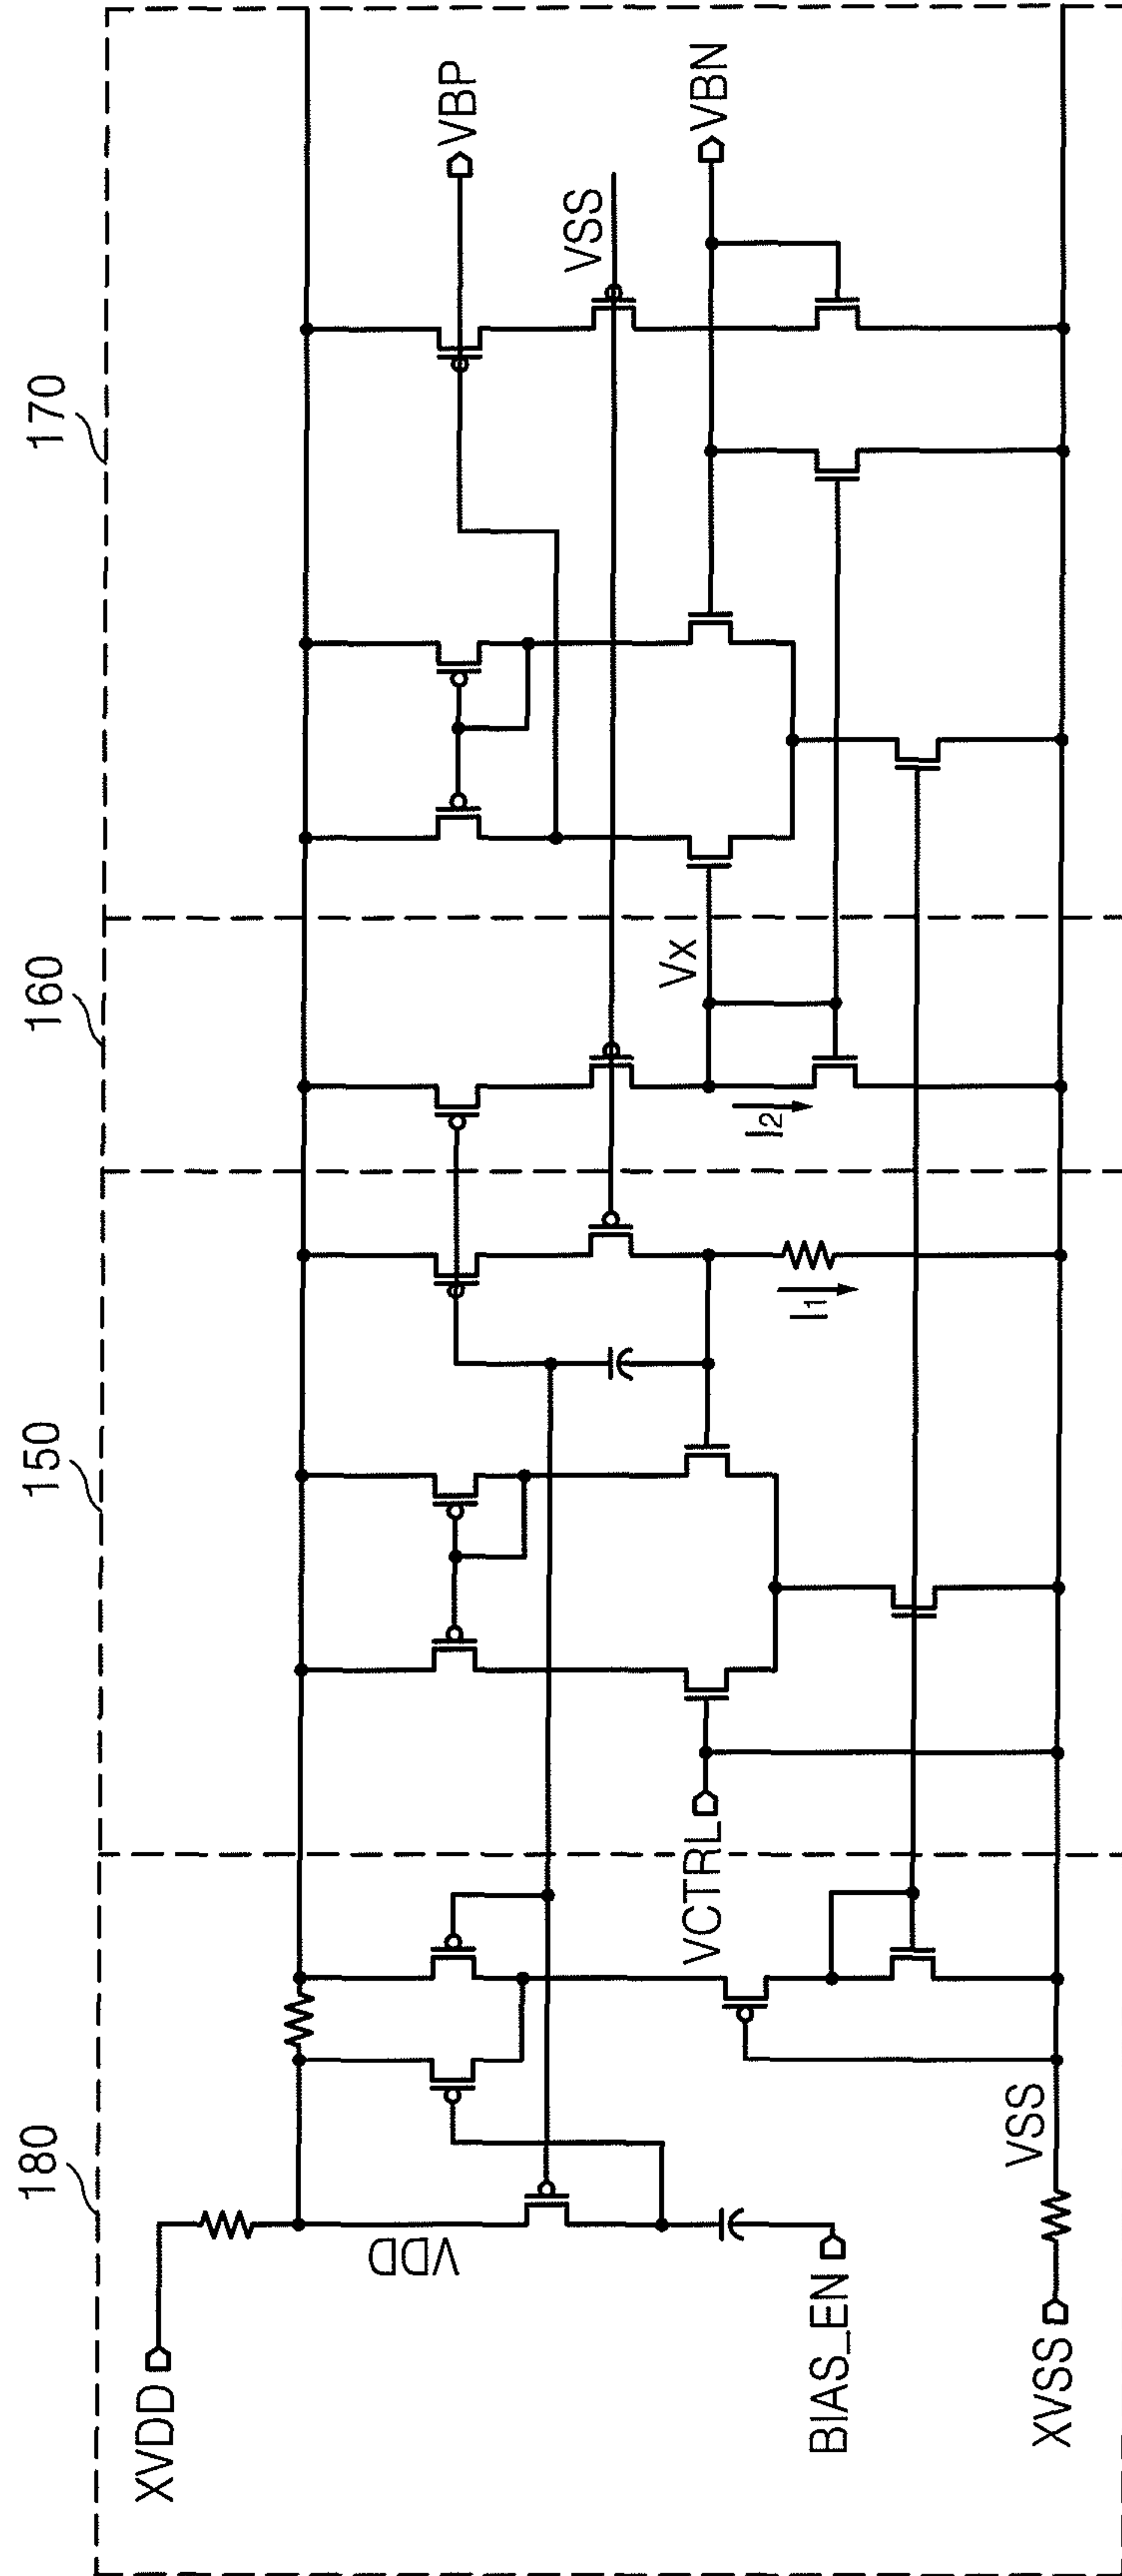 170
VBP
VBN
VSS
160
Vx
I2
150
I1
VCTRL
180
VSS
VDD
XVDD
BIAS_EN
XVSS